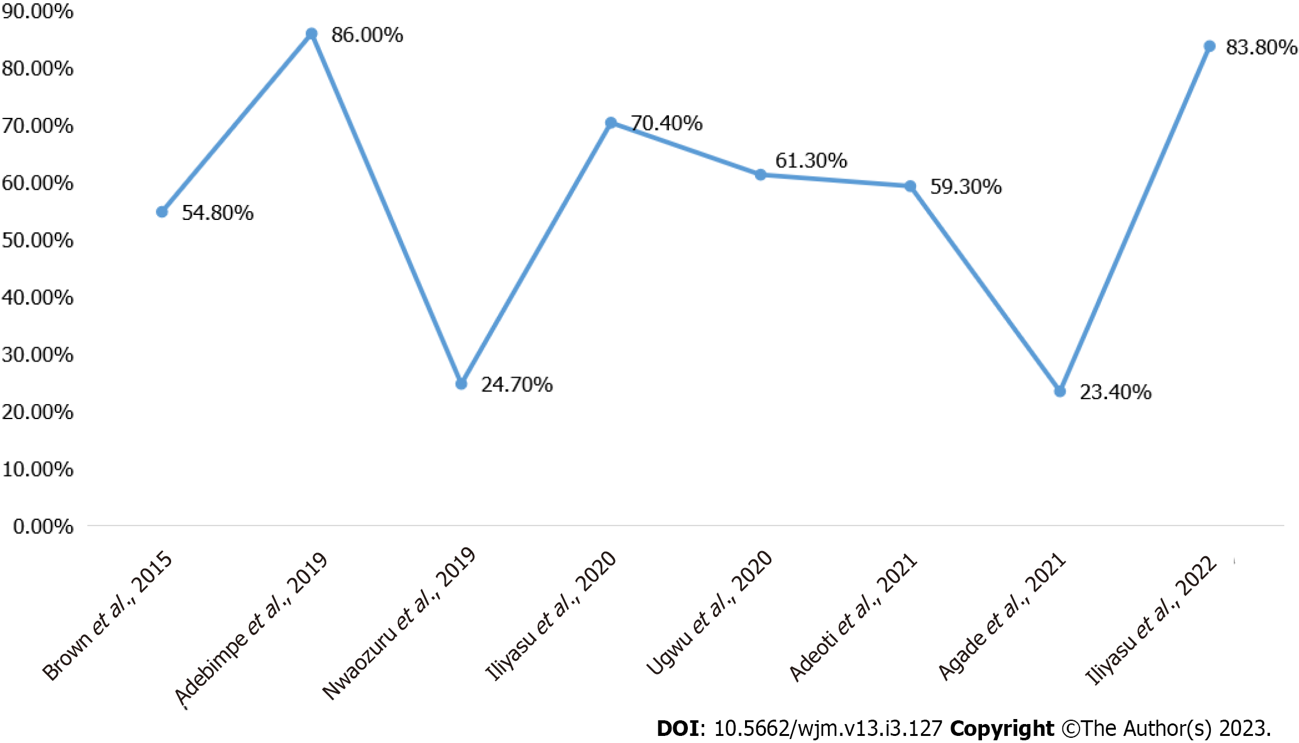 90.00%
80.00%
70.00%
60.00%
50.00%
40.00%
30.00%
20.00%
10.00%
0.00%
54.80%
86.00%
24.70%
70.40%
61.30%
59.30%
23.40%
83.80%
Brown et al., 2015
Adebimpe et al., 2019
Nwaozuru et al., 2019
Iliyasu et al., 2020
Ugwu et al., 2020
Adeoti et al., 2021
Agade et al., 2021
Iliyasu et al., 2022
DOI: 10.5662/wjm.v13.i3.127 Copyright ©The Author(s) 2023.